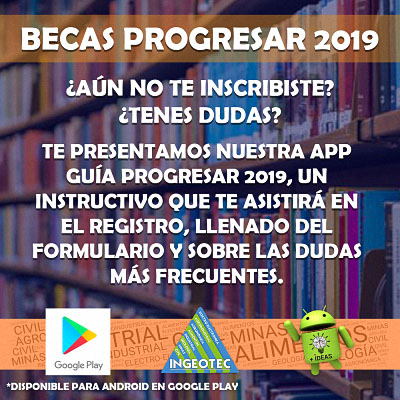 BECAS PROGRESAR 2019
¿AÚN NO TE INSCRIBISTE?
¿TENES DUDAS?
TE PRESENTAMOS NUESTRA APP
GUÍA PROGRESAR 2019, UN
INSTRUCTIVO QUE TE ASISTIRÁ EN
EL REGISTRO, LLENADO DEL
FORMULARIO Y SOBRE LAS DUDAS
MÁS FRECUENTES.
Google Play
INGEOTEC
+ IDEAS
*DISPONIBLE PARA ANDROID EN GOOGLE PLAY